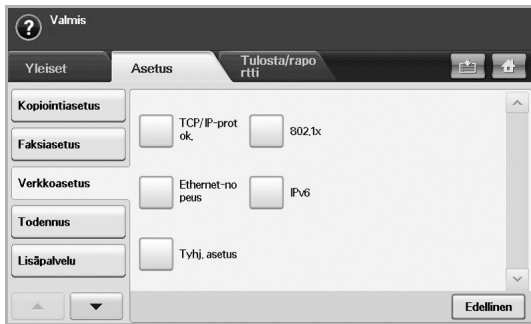 Valmis
Yleiset
Asetus
Tulosta/rapo
rtti
Kopiointiasetus
Faksiasetus
Verkkoasetus
Todennus
Lisäpalvelu
TCP/IP-prot
ok.
802.1x
Ethernet-no
peus
IPv6
Tyhj. asetus
Edellinen